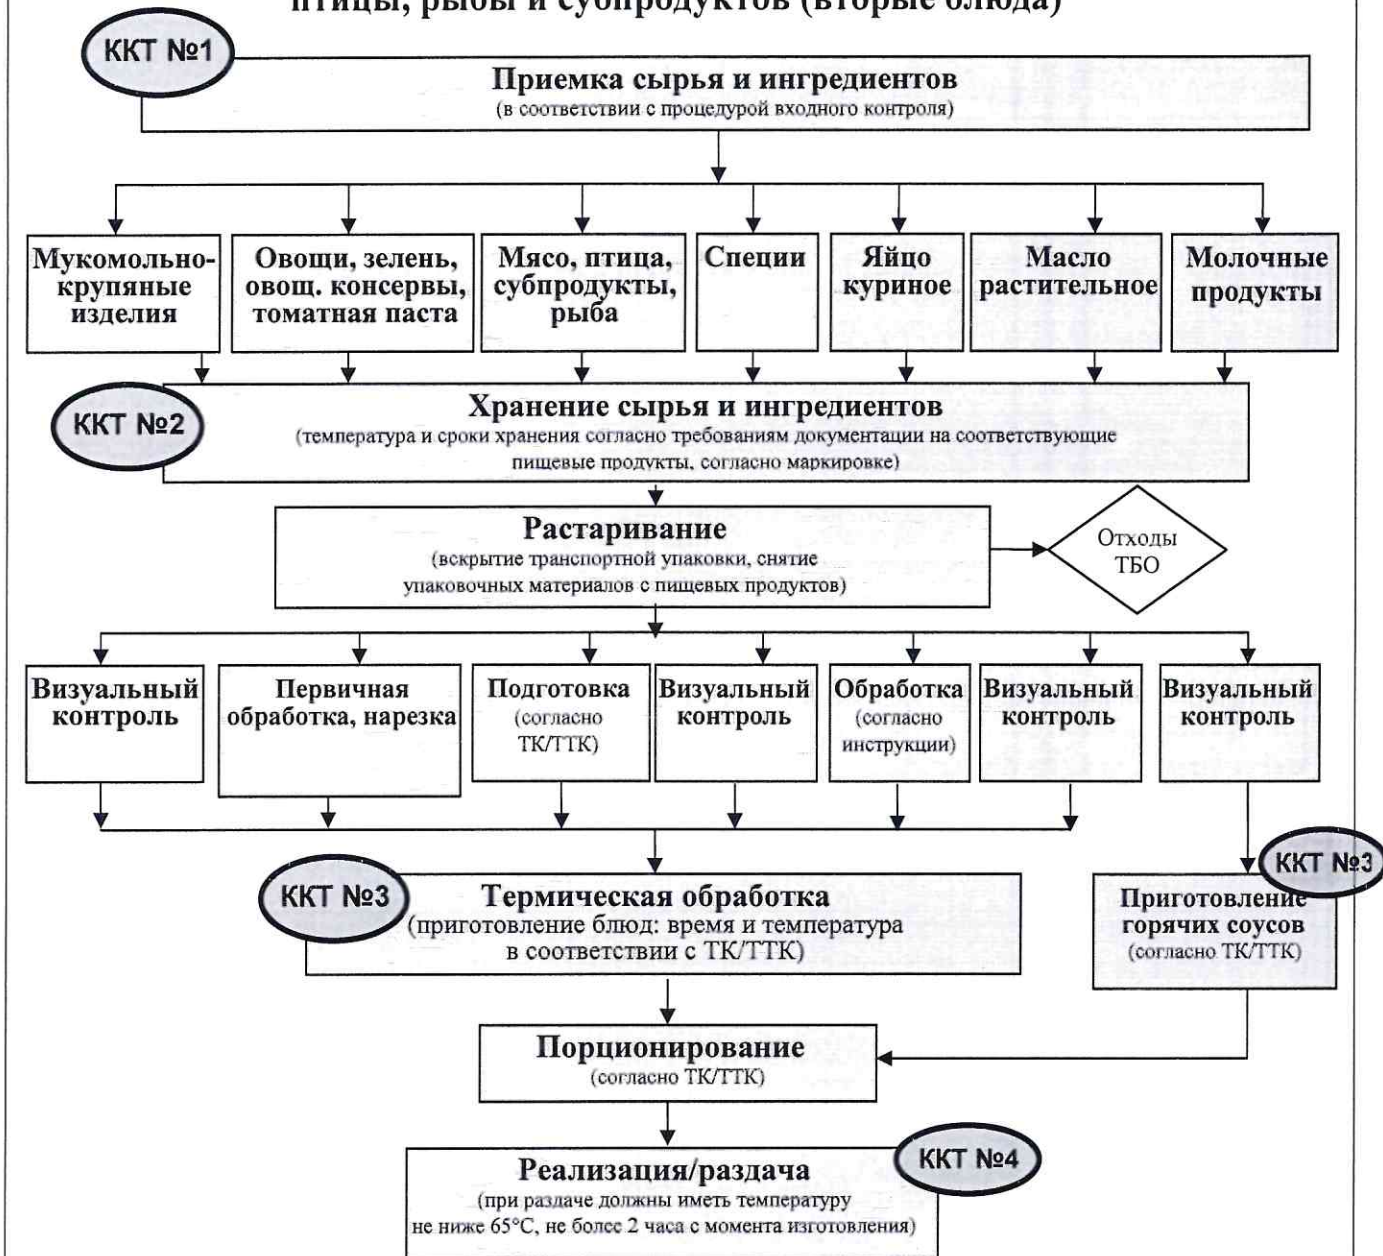 птицы, рыбы и субпродуктов (вторые блюда)
ККТ №1
Приемка сырья и ингредиентов
(в соответствии с процедурой входного контроля)
Мукомольно-
крупяные
изделия
Овощи, зелень,
овощ. консервы,
томатная паста
Мясо, птица,
субпродукты,
рыба
Специи
Яйцо
куриное
Масло
растительное
Молочные
продукты
ККТ №2
Хранение сырья и ингредиентов
(температура и сроки хранения согласно требованиям документации на соответствующие
пищевые продукты, согласно маркировке)
Растаривание
(вскрытие транспортной упаковки, снятие
упаковочных материалов с пищевых продуктов)
Отходы
ТБО
Визуальный
контроль
Первичная
обработка, нарезка
Подготовка
(согласно
ТК/ТТК)
Визуальный
контроль
Обработка
(согласно
инструкции)
Визуальный
контроль
Визуальный
контроль
ККТ №3
Термическая обработка
(приготовление блюд: время и температура
в соответствии с ТК/ТТК)
ККТ №3
Приготовление
горячих соусов
(согласно ТК/ТТК)
Порционирование
(согласно ТК/ТТК)
ККТ №4
Реализация/раздача
(при раздаче должны иметь температуру
не ниже 65°С, не более 2 часа с момента изготовления)